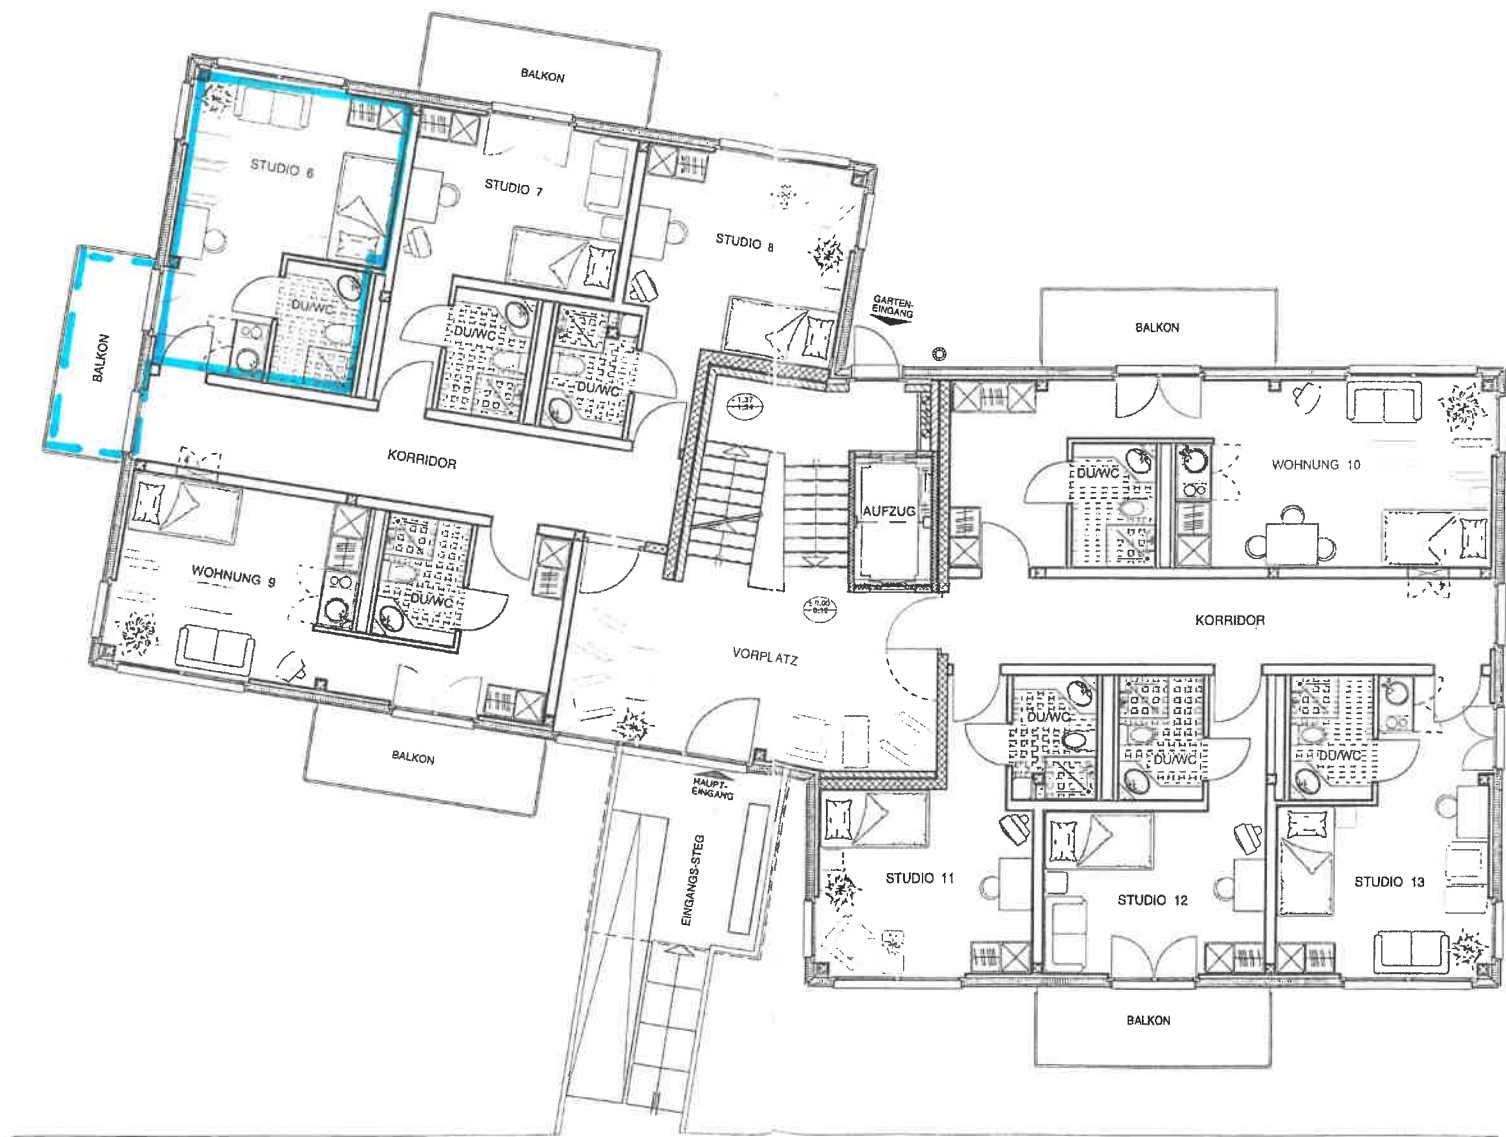 BALKON
STUDIO 6
STUDIO 7
STUDIO 8
DU/WC
DU/WC
DU/WC
BALKON
GARTEN-
EINGANG
BALKON
KORRIDOR
AUFZUG
DU/WC
WOHNUNG 10
WOHNUNG 9
DU/WC
KORRIDOR
VORPLATZ
BALKON
HAUPT-
EINGANG
EINGANGS-STEG
DU/WC
DU/WC
DU/WC
STUDIO 11
STUDIO 12
STUDIO 13
BALKON